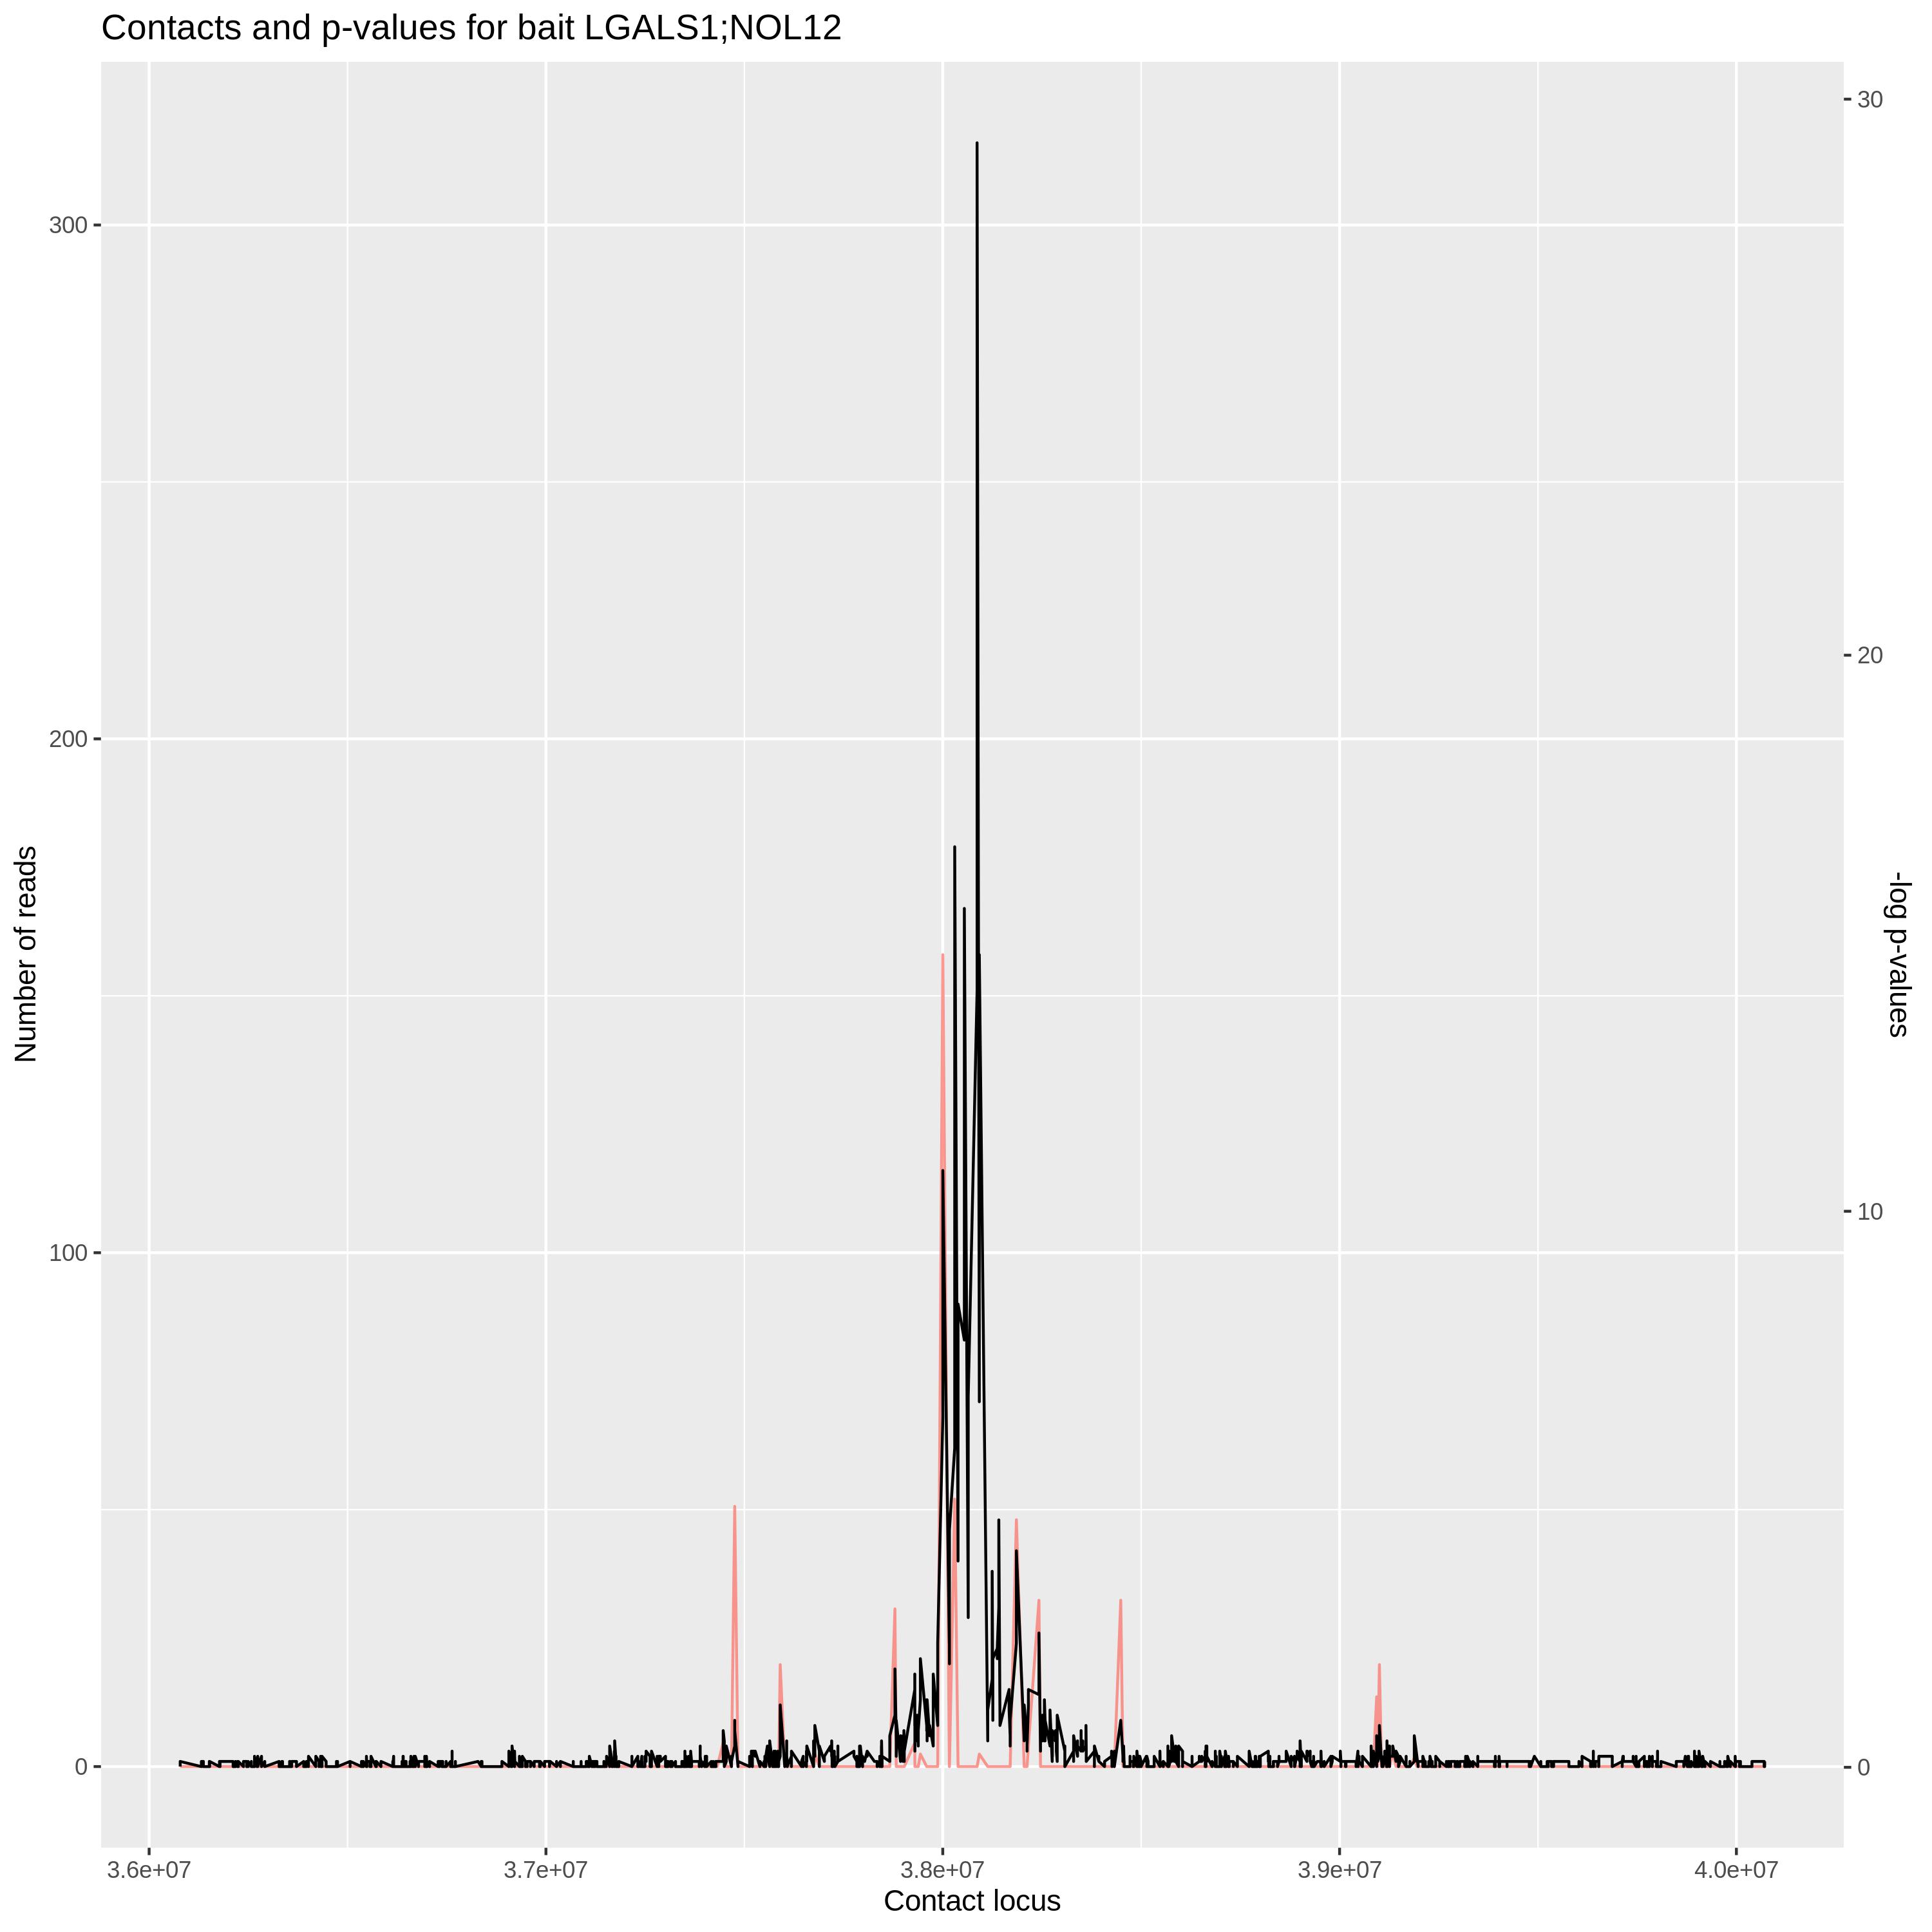 Contacts and p-values for bait LGALS1;NOL12
30
300
20
200
Number of reads
-log p-values
10
100
0
0
3.6e+07
3.7e+07
3.8e+07
3.9e+07
4.0e+07
Contact locus